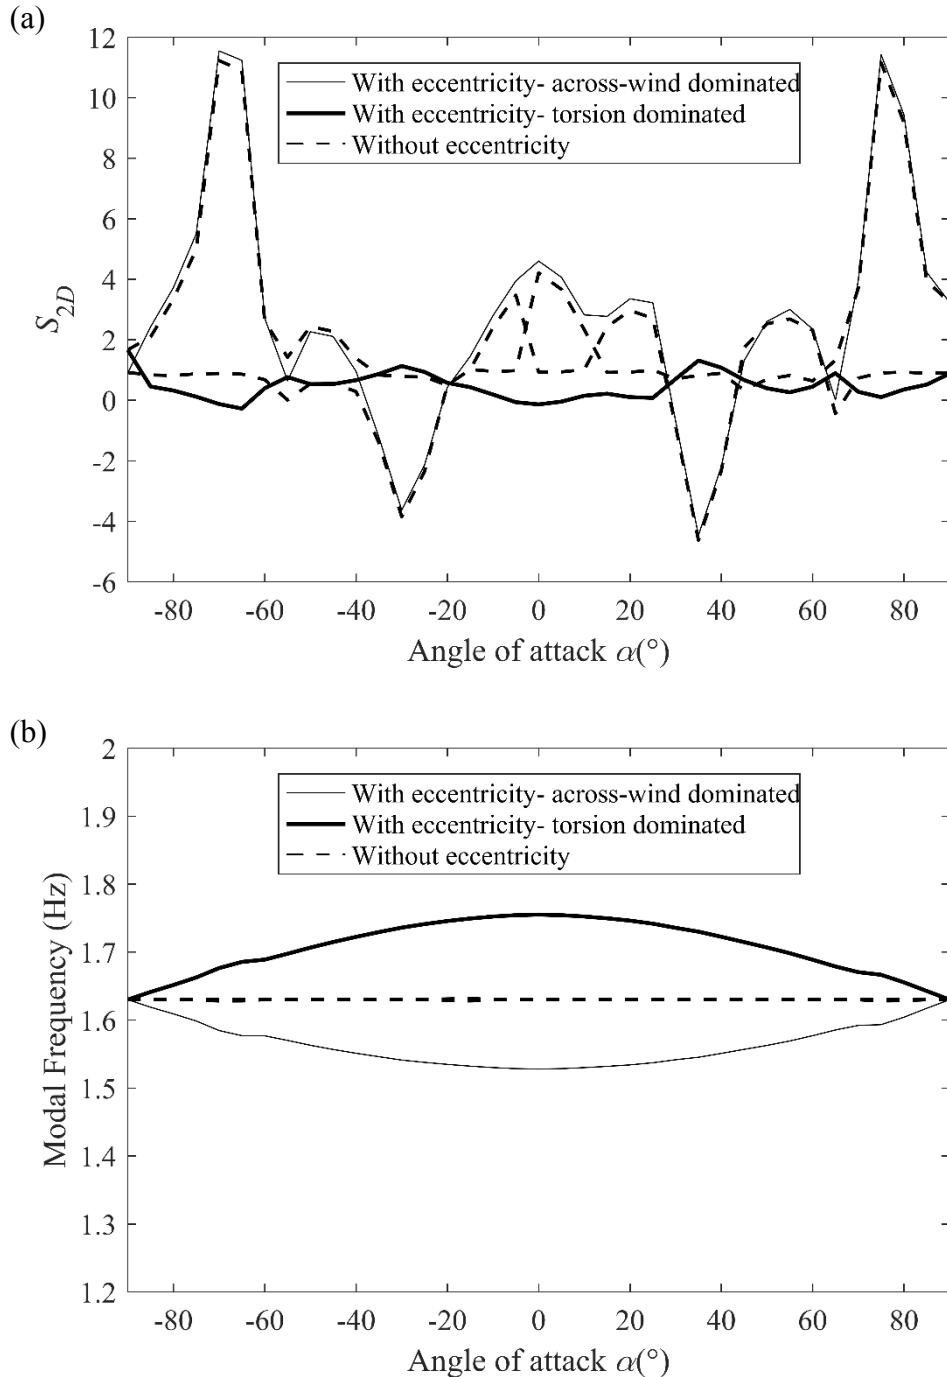 (a)
12
10
8
6
4
2
0
-2
-4
-6
S2D
With eccentricity- across-wind dominated
With eccentricity- torsion dominated
Without eccentricity
-80 -60 -40 -20 0 20 40 60 80
Angle of attack α(°)
(b)
2
1.9
1.8
1.7
1.6
1.5
1.4
1.3
1.2
Modal Frequency (Hz)
With eccentricity- across-wind dominated
With eccentricity- torsion dominated
Without eccentricity
-80 -60 -40 -20 0 20 40 60 80
Angle of attack α(°)